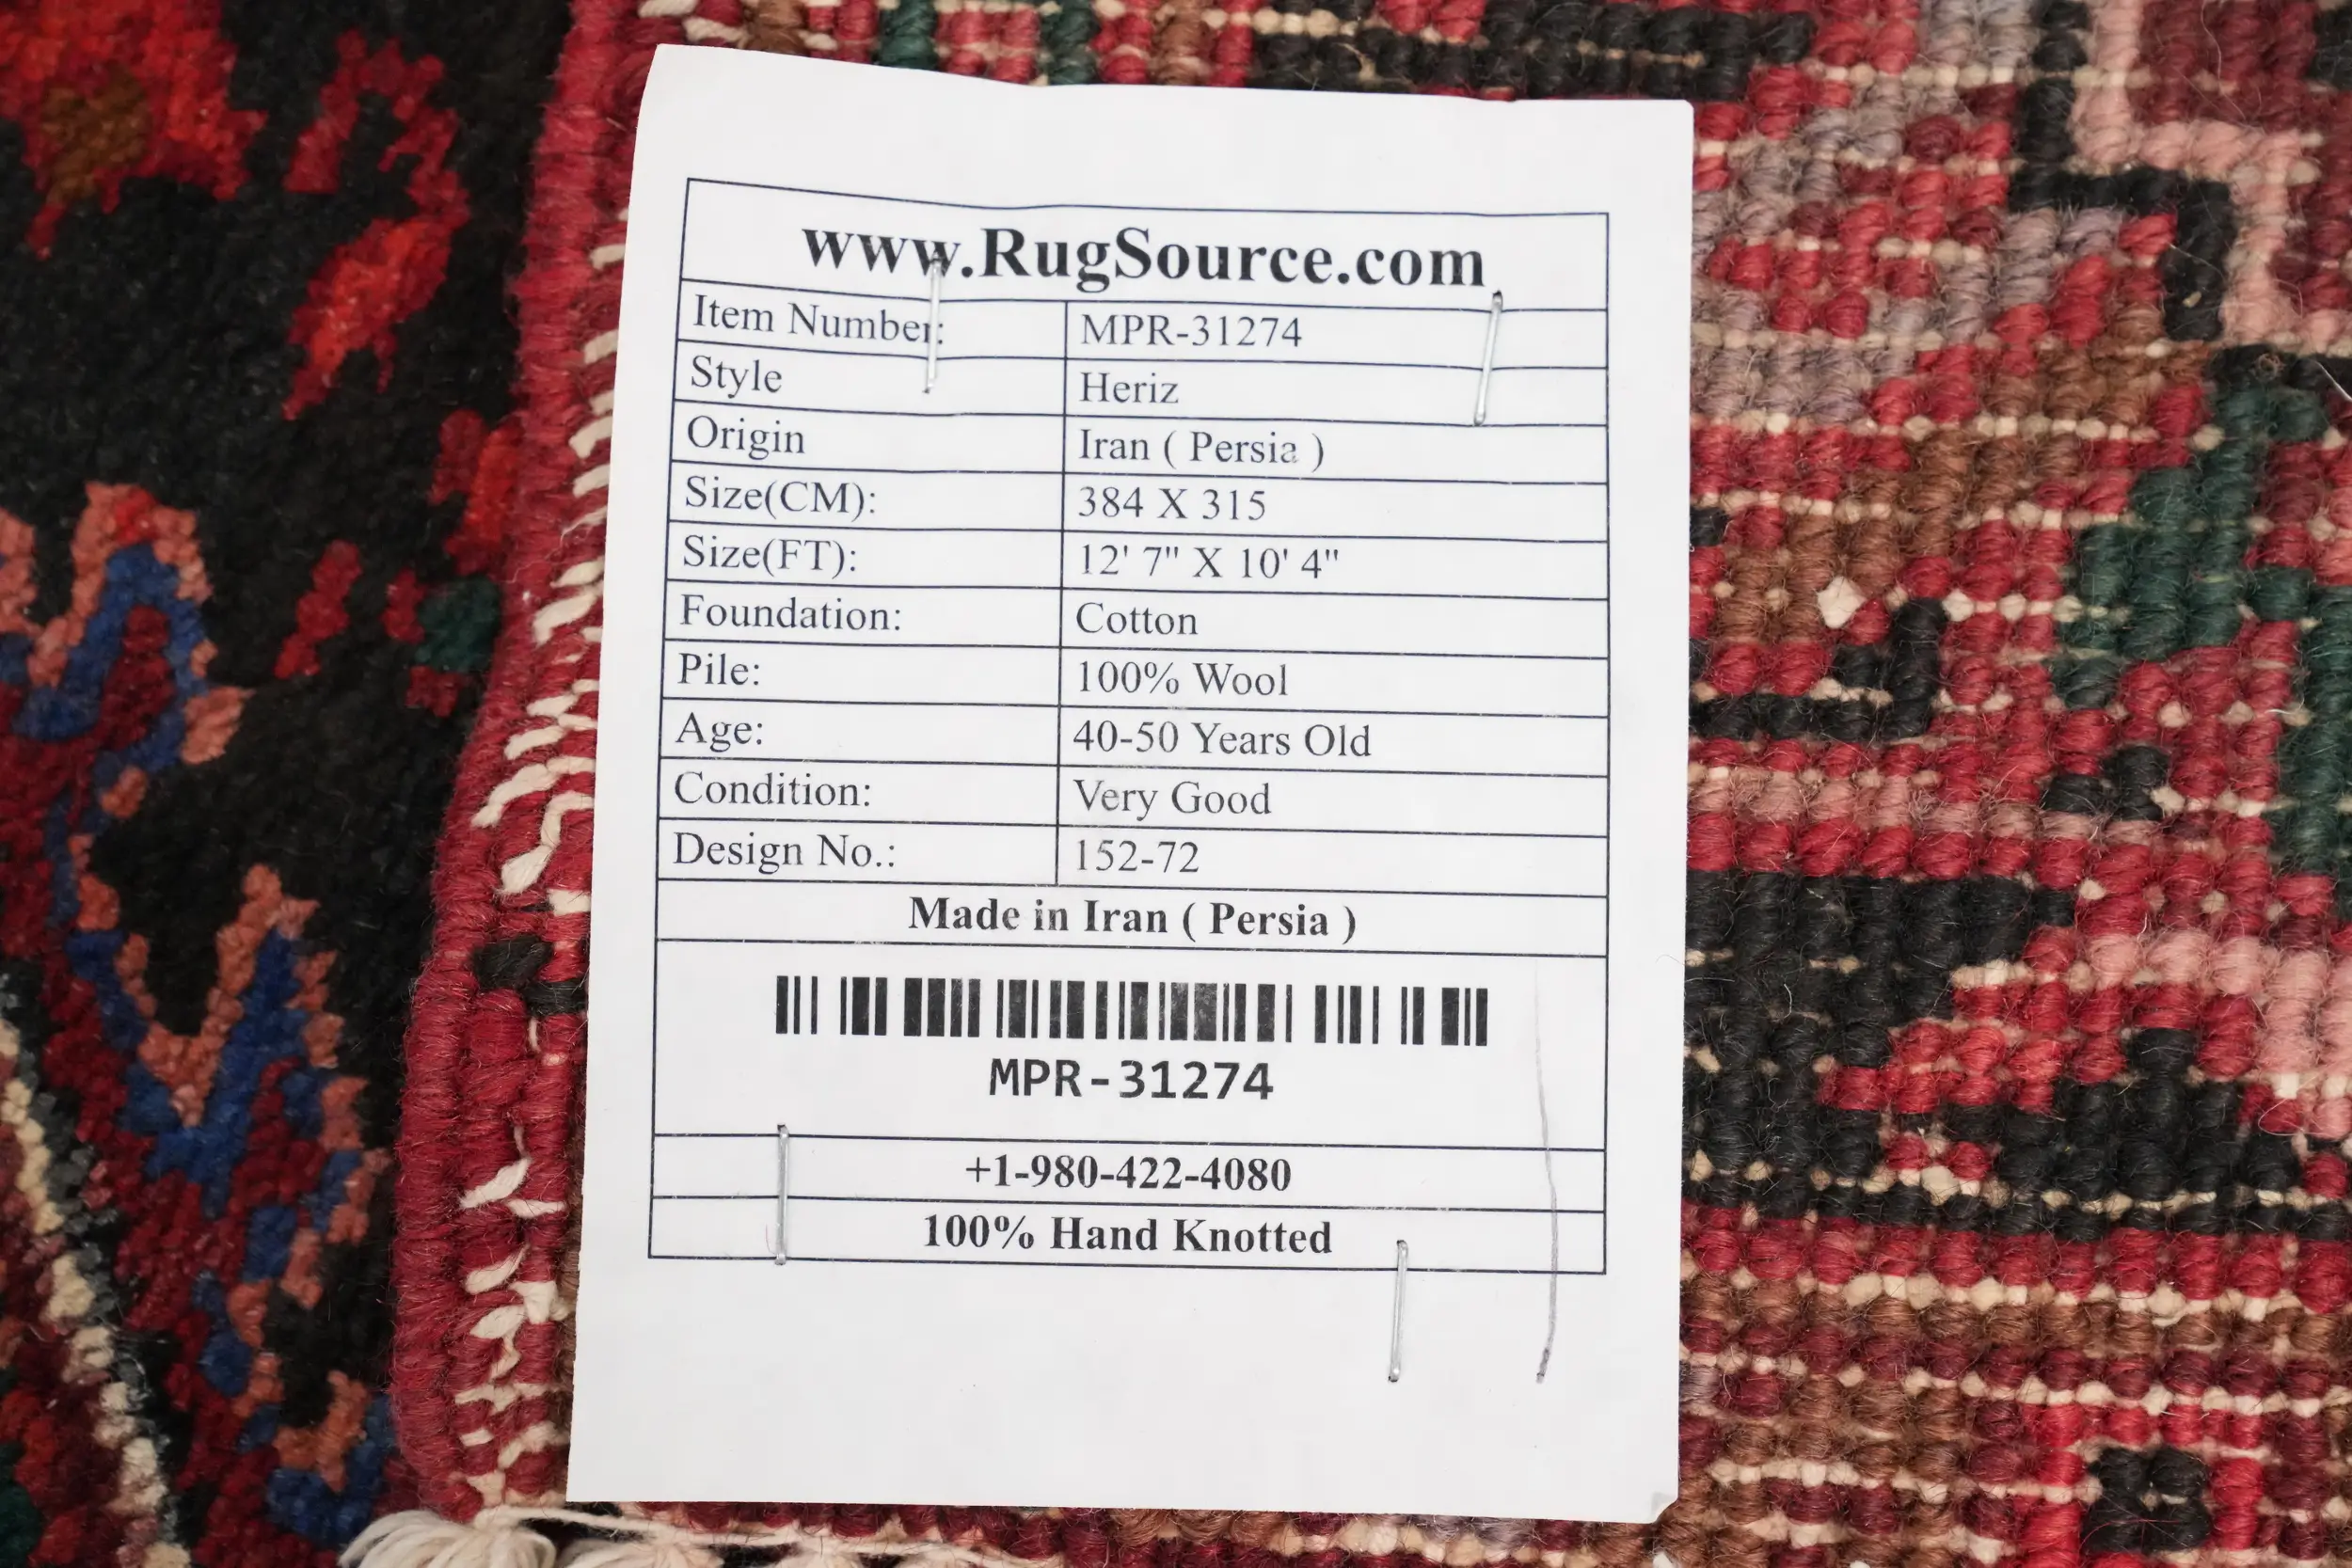 www.RugSource.com
Item Number: MPR-31274
Style Heriz
Origin Iran ( Persia )
Size(CM): 384 X 315
Size(FT): 12' 7" X 10' 4"
Foundation: Cotton
Pile: 100% Wool
Age: 40-50 Years Old
Condition: Very Good
Design No.: 152-72
Made in Iran ( Persia )
MPR-31274
+1-980-422-4080
100% Hand Knotted